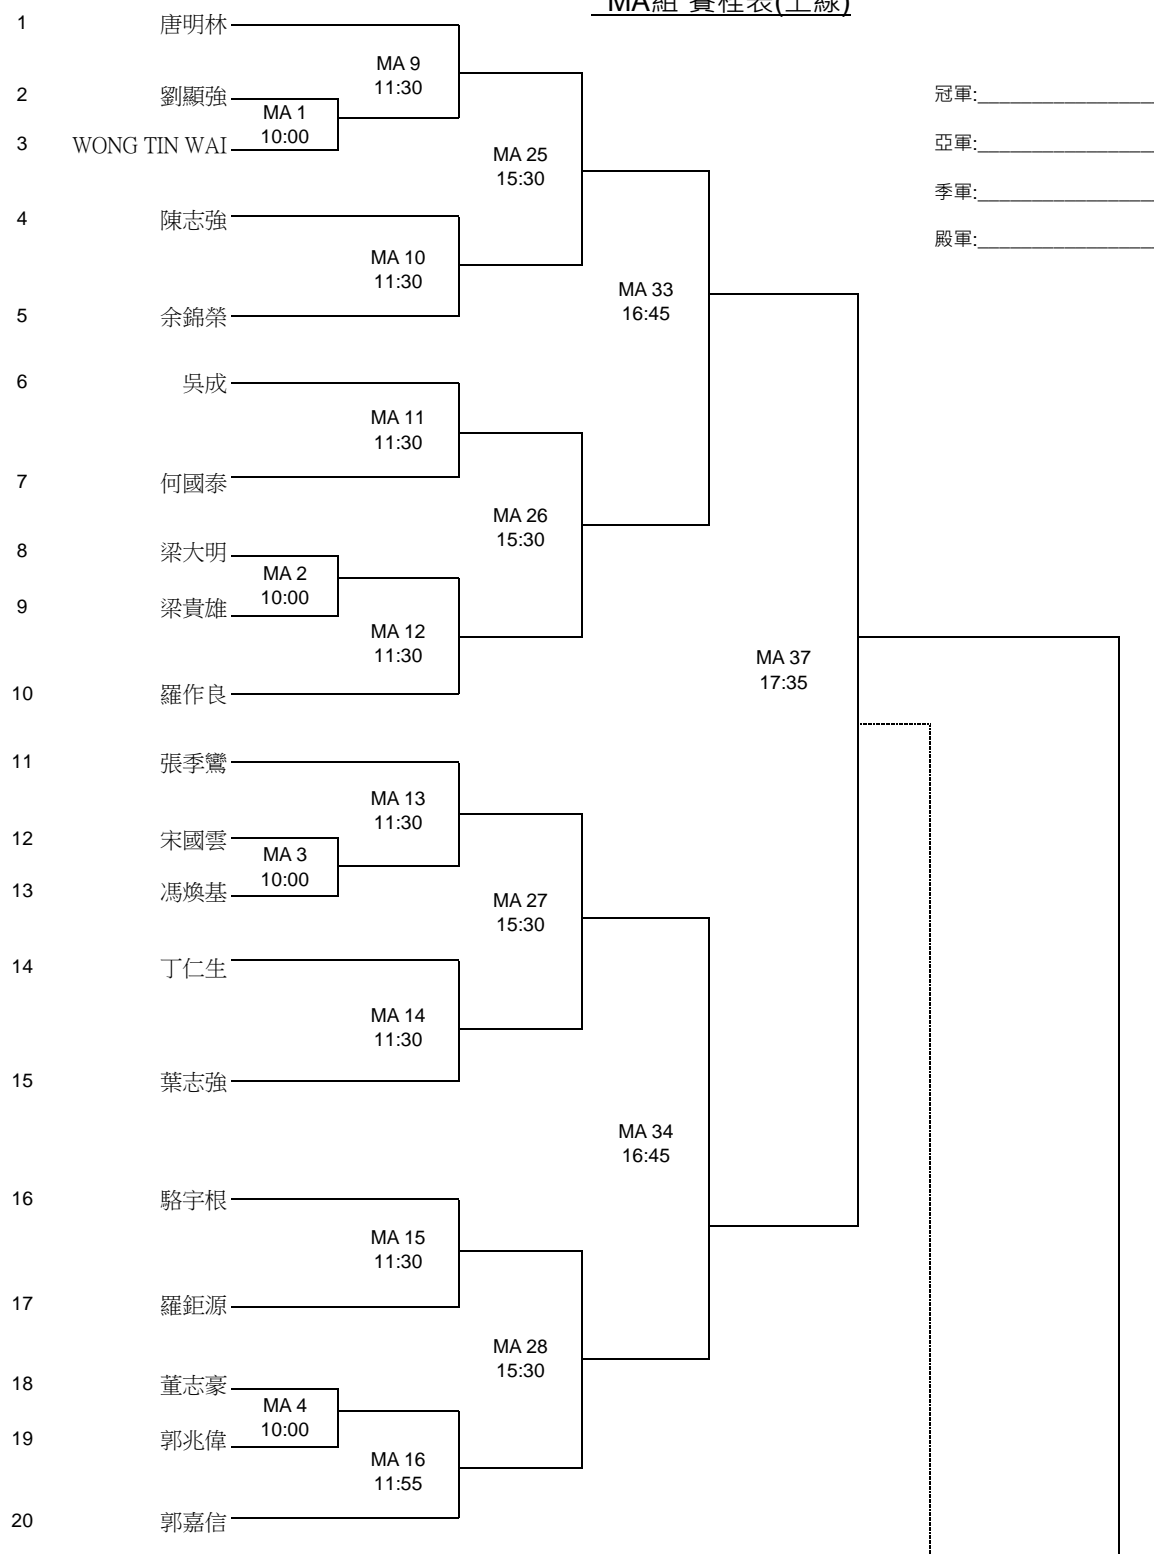 MA組 賽程表(上線)
1 唐明林
MA 9
11:30
2 劉顯強
MA 1
10:00
3 WONG TIN WAI
冠軍:
亞軍:
季軍:
殿軍:
MA 25
15:30
4 陳志強
MA 10
11:30
5 余錦榮
MA 33
16:45
6 吳成
MA 11
11:30
7 何國泰
MA 26
15:30
8 梁大明
MA 2
10:00
9 梁貴雄
MA 12
11:30
10 羅作良
MA 37
17:35
11 張季鸞
MA 13
11:30
12 宋國雲
MA 3
10:00
13 馮煥基
MA 27
15:30
14 丁仁生
MA 14
11:30
15 葉志強
MA 34
16:45
16 駱宇根
MA 15
11:30
17 羅鉅源
MA 28
15:30
18 董志豪
MA 4
10:00
19 郭兆偉
MA 16
11:55
20 郭嘉信